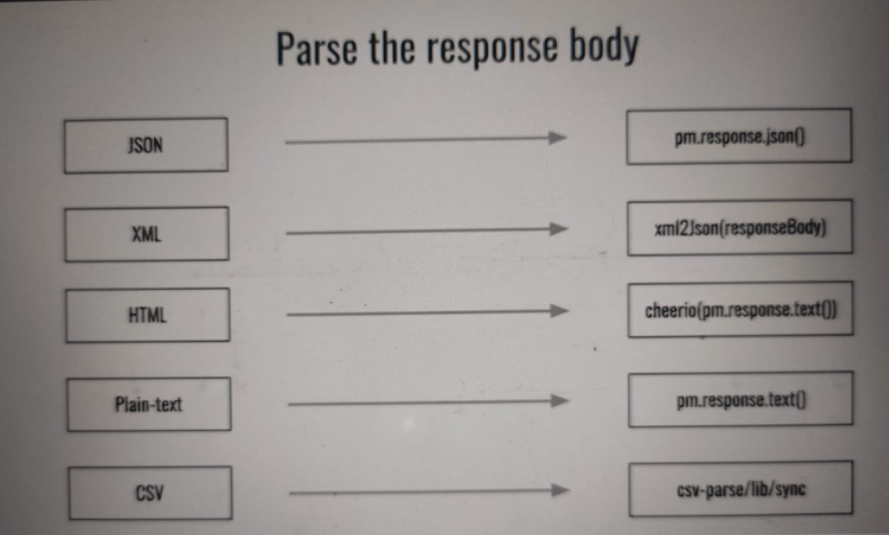 Parse the response body
JSON
pm.response.json()
XML
xml2Json(responseBody)
HTML
cheerio(pm.response.text())
Plain-text
pm.response.text()
CSV
csv-parse/lib/sync